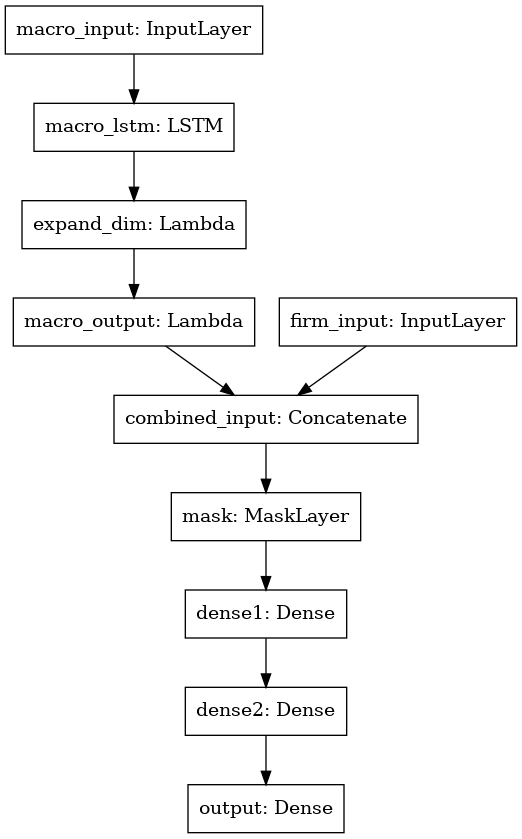 macro_input: InputLayer
macro_lstm: LSTM
expand_dim: Lambda
macro_output: Lambda
firm_input: InputLayer
combined_input: Concatenate
mask: MaskLayer
dense1: Dense
dense2: Dense
output: Dense